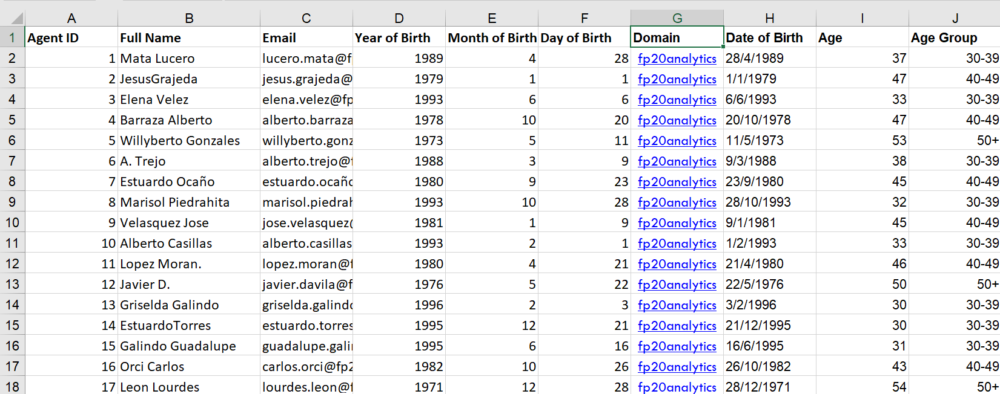 A B C D E F G H I J
1 Agent ID Full Name Email Year of Birth Month of Birth Day of Birth Domain Date of Birth Age Age Group
2 1 Mata Lucero lucero.mata@f 1989 4 28 fp20analytics 28/4/1989 37 30-39
3 2 JesusGrajeda jesus.grajeda@ 1979 1 1 fp20analytics 1/1/1979 47 40-49
4 3 Elena Velez elena.velez@fp 1993 6 6 fp20analytics 6/6/1993 33 30-39
5 4 Barraza Alberto alberto.barraza 1978 10 20 fp20analytics 20/10/1978 47 40-49
6 5 Willyberto Gonzales willyberto.gonz 1973 5 11 fp20analytics 11/5/1973 53 50+
7 6 A. Trejo alberto.trejo@f 1988 3 9 fp20analytics 9/3/1988 38 30-39
8 7 Estuardo Ocaño estuardo.ocaño 1980 9 23 fp20analytics 23/9/1980 45 40-49
9 8 Marisol Piedrahita marisol.piedrah 1993 10 28 fp20analytics 28/10/1993 32 30-39
10 9 Velasquez Jose jose.velasquez@ 1981 1 9 fp20analytics 9/1/1981 45 40-49
11 10 Alberto Casillas alberto.casillas 1993 2 1 fp20analytics 1/2/1993 33 30-39
12 11 Lopez Moran. lopez.moran@f 1980 4 21 fp20analytics 21/4/1980 46 40-49
13 12 Javier D. javier.davila@f 1976 5 22 fp20analytics 22/5/1976 50 50+
14 13 Griselda Galindo griselda.galindo 1996 2 3 fp20analytics 3/2/1996 30 30-39
15 14 EstuardoTorres estuardo.torres 1995 12 21 fp20analytics 21/12/1995 30 30-39
16 15 Galindo Guadalupe guadalupe.galin 1995 6 16 fp20analytics 16/6/1995 31 30-39
17 16 Orci Carlos carlos.orci@fp2 1982 10 26 fp20analytics 26/10/1982 43 40-49
18 17 Leon Lourdes lourdes.leon@f 1971 12 28 fp20analytics 28/12/1971 54 50+